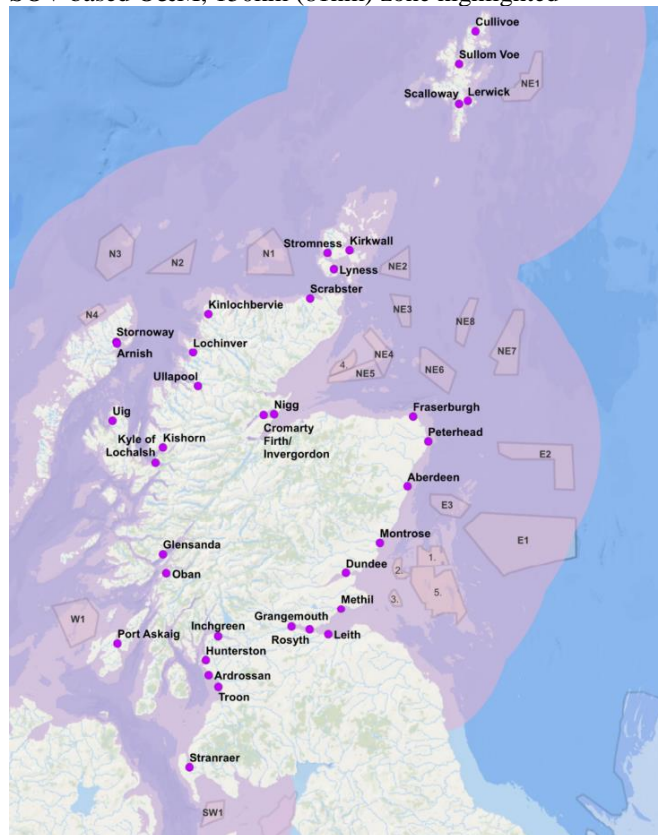 Cullivoe
Sullom Voe
NE1
Scalloway
Lerwick
N3
N2
N1
Stromness
Kirkwall
Lyness
NE2
Scrabster
N4
Kinlochbervie
NE3
NE8
Stornoway
Arnish
Lochinver
4.
NE4
NE5
NE6
NE7
Ullapool
Uig
Nigg
Cromarty
Firth/
Invergordon
Fraserburgh
Peterhead
Kyle of
Lochalsh
Kishorn
E2
Aberdeen
E3
E1
Montrose
Glensanda
Oban
Dundee
1.
2.
3.
5.
W1
Port Askaig
Methil
Inchgreen
Grangemouth
Rosyth
Leith
Hunterston
Ardrossan
Troon
Stranraer
SW1